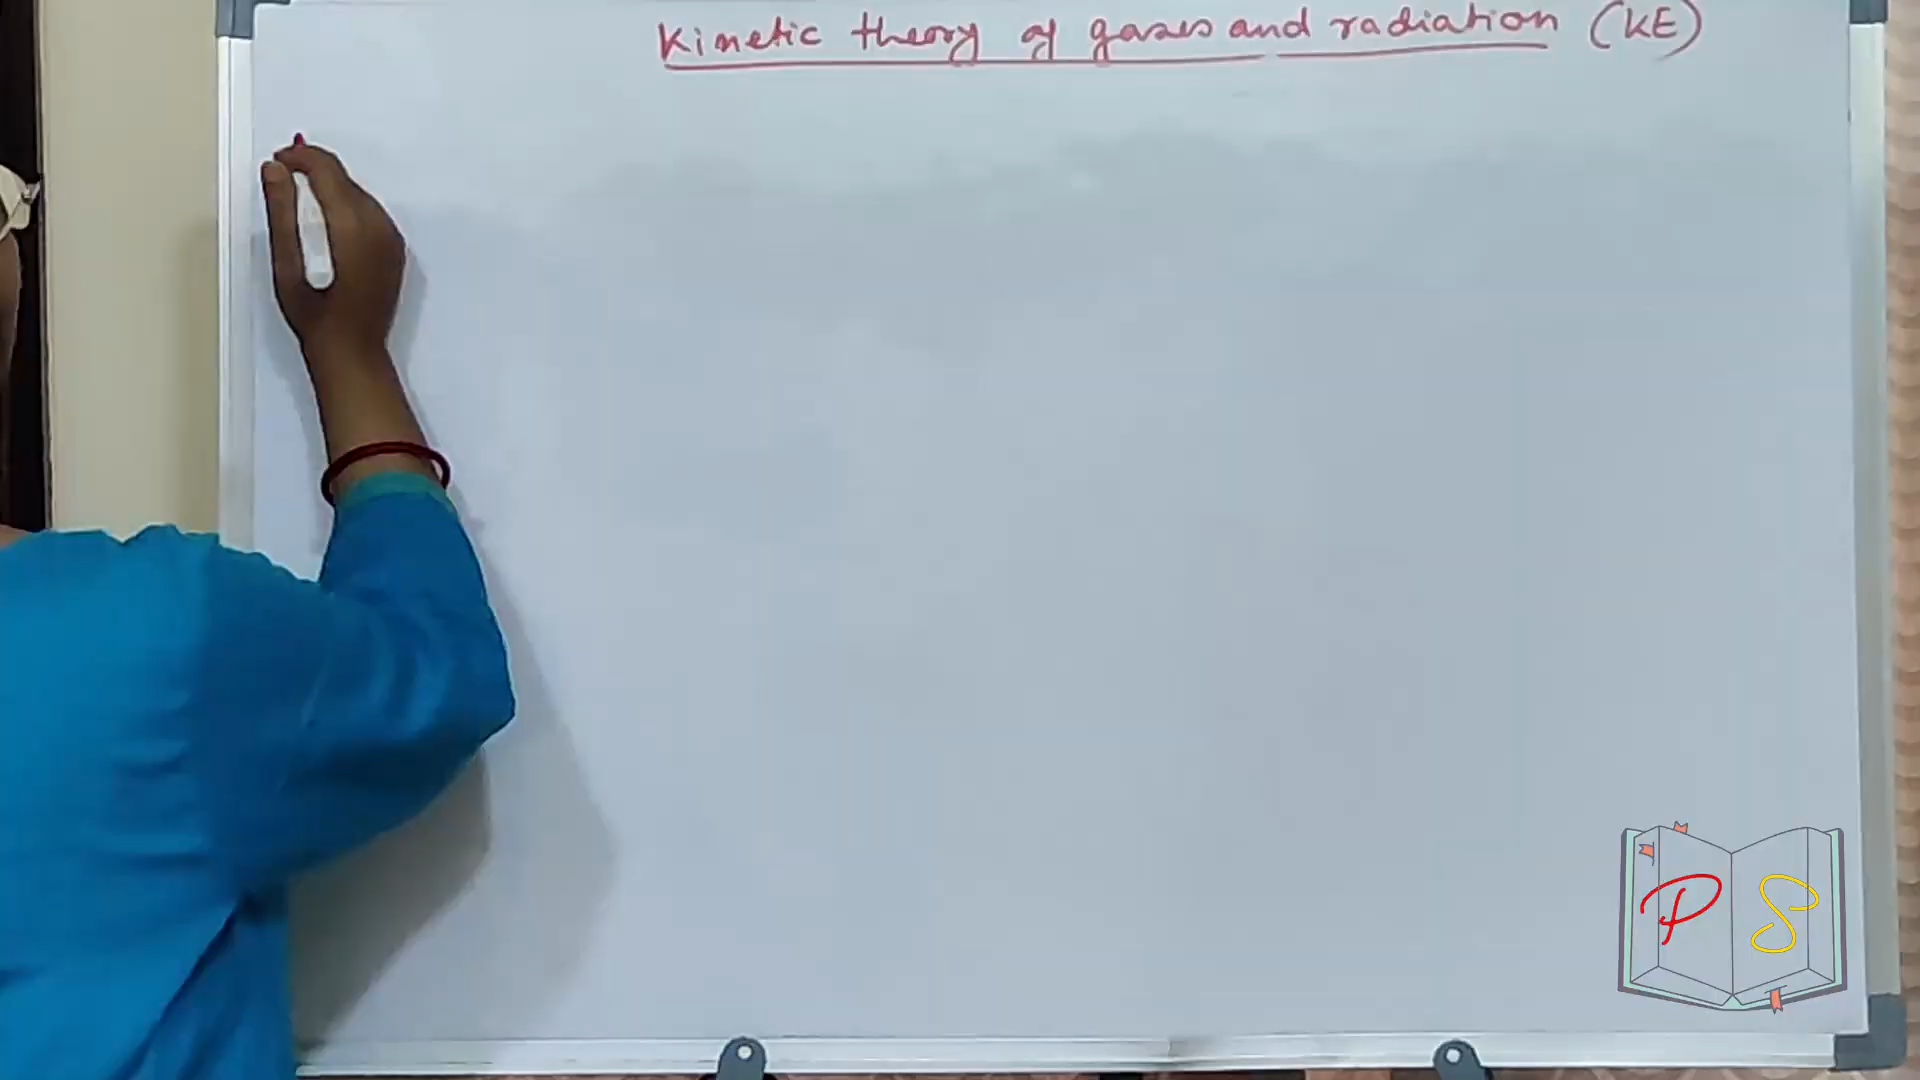 Kinetic theory of gases and radiation (KE)
P S